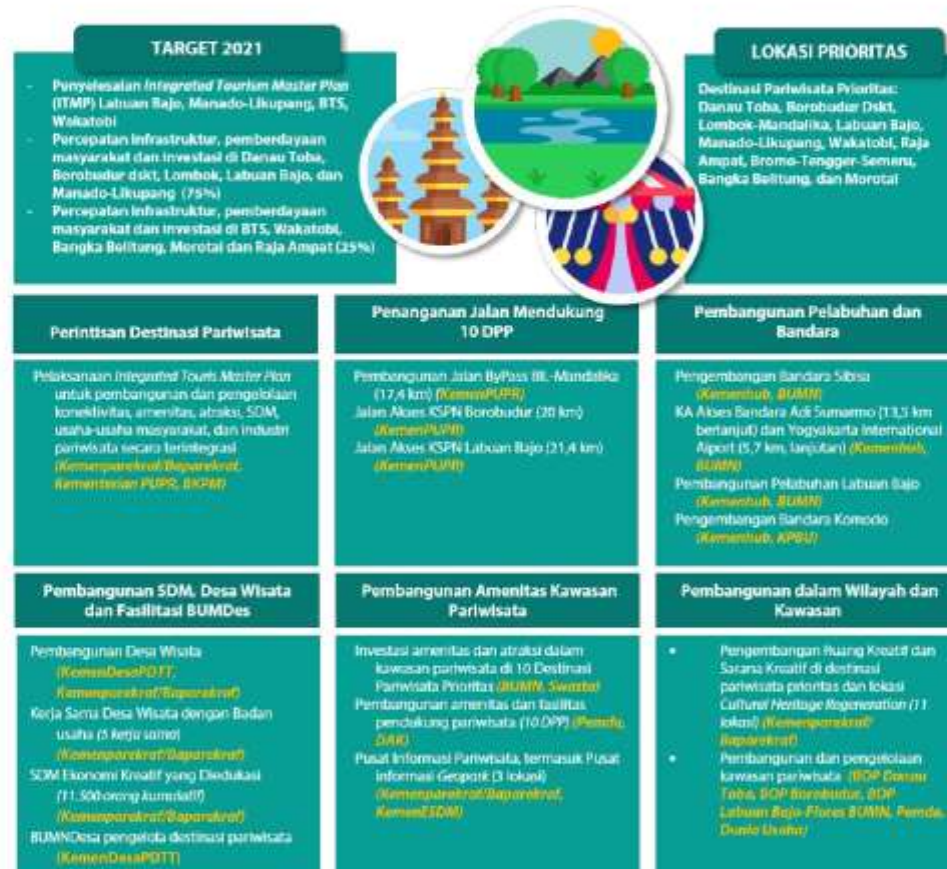 TARGET 2021
- Penyelesaian Integrated Tourism Master Plan
(ITMP) Labuan Bajo, Manado-Likupang, BTS,
Wakatobi
- Percepatan Infrastruktur, pemberdayaan
masyarakat dan investasi di Danau Toba,
Borobudur dskt, Lombok, Labuan Bajo, dan
Manado-Likupang (75%)
- Percepatan Infrastruktur, pemberdayaan
masyarakat dan investasi di BTS, Wakatobi,
Bangka Belitung, Morotai dan Raja Ampat (25%)
LOKASI PRIORITAS
Destinasi Pariwisata Prioritas:
Danau Toba, Borobudur Dskt,
Lombok-Mandalika, Labuan Bajo,
Manado-Likupang, Wakatobi, Raja
Ampat, Bromo-Tengger-Semeru,
Bangka Belitung, dan Morotai
Perintisan Destinasi Pariwisata
Pelaksanaan Integrated Touris Master Plan
untuk pembangunan dan pengelolaan
konektivitas, amenitas, atraksi, SDM,
usaha-usaha masyarakat, dan industri
pariwisata secara terintegrasi
(Kemenparekraf/Baparekraf,
Kementerian PUPR, BKPM)
Penanganan Jalan Mendukung
10 DPP
Pembangunan Jalan ByPass BIL-Mandalika
(17,4 km) (KemenPUPR)
Jalan Akses KSPN Borobudur (20 km)
(KemenPUPR)
Jalan Akses KSPN Labuan Bajo (21,4 km)
(KemenPUPR)
Pembangunan Pelabuhan dan
Bandara
Pengembangan Bandara Sibisa
(Kemenhub, BUMN)
KA Akses Bandara Adi Sumarmo (13,5 km
berlanjut) dan Yogyakarta International
Aiport (5,7 km, lanjutan) (Kemenhub,
BUMN)
Pembangunan Pelabuhan Labuan Bajo
(Kemenhub, BUMN)
Pengembangan Bandara Komodo
(Kemenhub, KPBU)
Pembangunan SDM, Desa Wisata
dan Fasilitasi BUMDes
Pembangunan Desa Wisata
(KemenDesaPDTT,
Kemenparekraf/Baparekraf)
Kerja Sama Desa Wisata dengan Badan
usaha (5 kerja sama)
(Kemenparekraf/Baparekraf)
SDM Ekonomi Kreatif yang Diedukasi
(11.500 orang kumulatif)
(Kemenparekraf/Baparekraf)
BUMNDesa pengelola destinasi pariwisata
(KemenDesaPDTT)
Pembangunan Amenitas Kawasan
Pariwisata
Investasi amenitas dan atraksi dalam
kawasan pariwisata di 10 Destinasi
Pariwisata Prioritas (BUMN, Swasta)
Pembangunan amenitas dan fasilitas
pendukung pariwisata (10 DPP) (Pemda,
DAK)
Pusat Informasi Pariwisata, termasuk Pusat
informasi Geopark (3 lokasi)
(Kemenparekraf/Baparekraf,
KemenESDM)
Pembangunan dalam Wilayah dan
Kawasan
• Pengembangan Ruang Kreatif dan
Sarana Kreatif di destinasi
pariwisata prioritas dan lokasi
Cultural Heritage Regeneration (11
lokasi) (Kemenparekraf/
Baparekraf)
• Pembangunan dan pengelolaan
kawasan pariwisata (BOP Danau
Toba, BOP Borobudur, BOP
Labuan Bajo-Flores BUMN, Pemda,
Dunia Usaha)